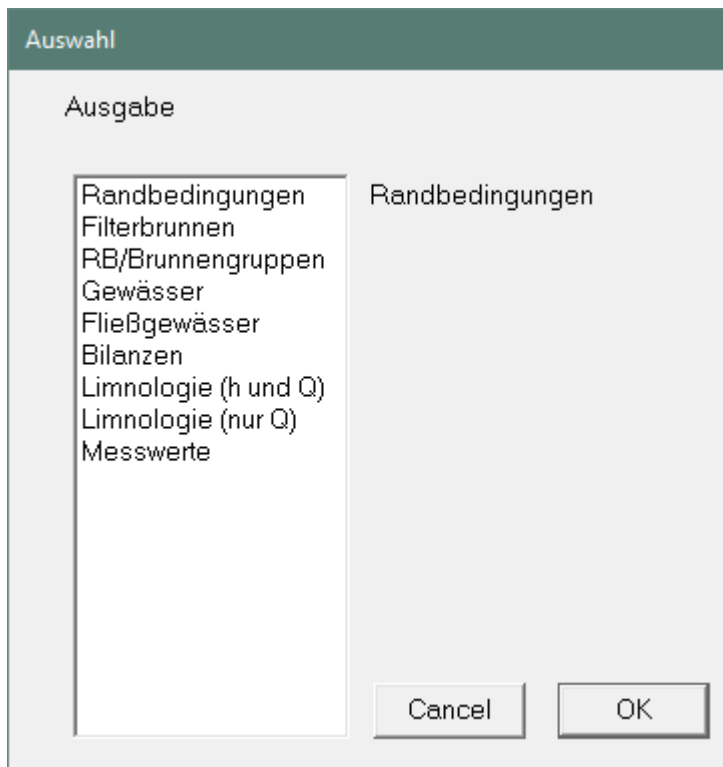 Auswahl
Ausgabe
Randbedingungen
Filterbrunnen
RB/Brunnengruppen
Gewässer
Fließgewässer
Bilanzen
Limnologie (h und Q)
Limnologie (nur Q)
Messwerte
Randbedingungen
Cancel
OK